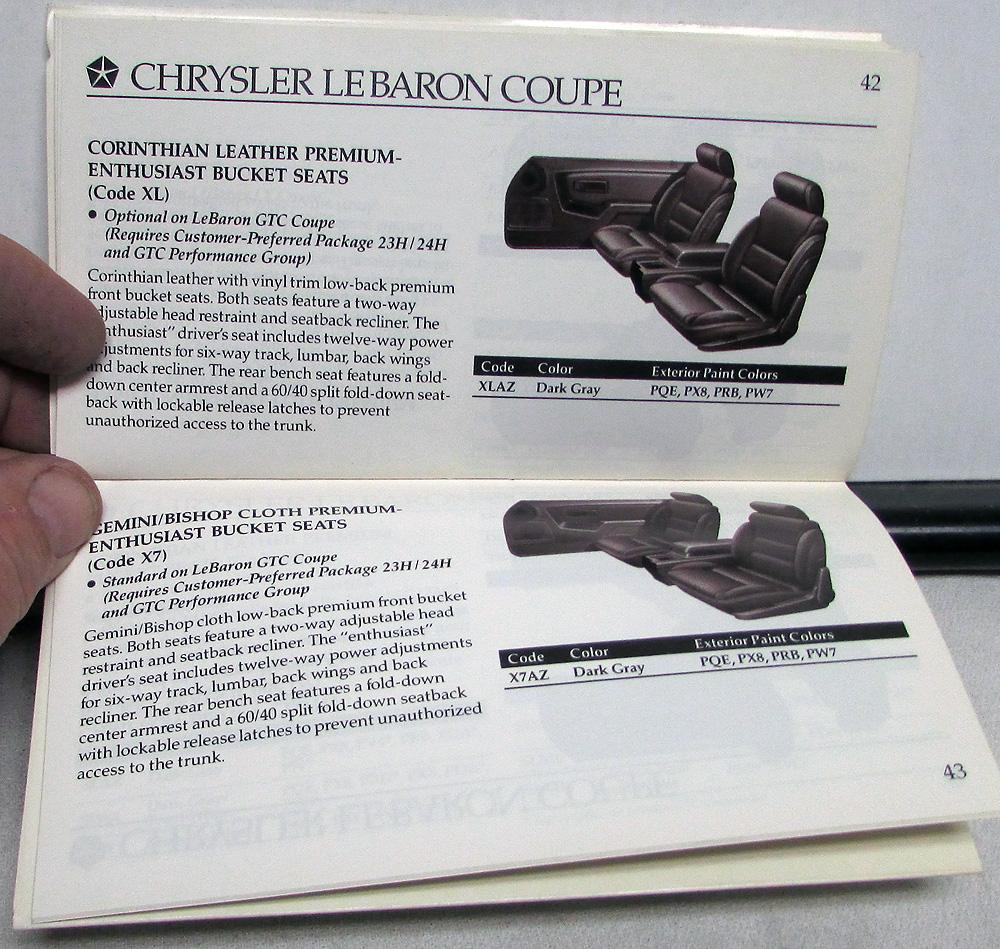 CHRYSLER LEBARON COUPE
42
CORINTHIAN LEATHER PREMIUM-
ENTHUSIAST BUCKET SEATS
(Code XL)
• Optional on LeBaron GTC Coupe
(Requires Customer-Preferred Package 23H/24H
and GTC Performance Group)
Corinthian leather with vinyl trim low-back premium
front bucket seats. Both seats feature a two-way
adjustable head restraint and seatback recliner. The
"enthusiast" driver's seat includes twelve-way power
adjustments for six-way track, lumbar, back wings
and back recliner. The rear bench seat features a fold-
down center armrest and a 60/40 split fold-down seat-
back with lockable release latches to prevent
unauthorized access to the trunk.
Code Color Exterior Paint Colors
XLAZ Dark Gray PQE, PX8, PRB, PW7
GEMINI/BISHOP CLOTH PREMIUM-
ENTHUSIAST BUCKET SEATS
(Code X7)
• Standard on LeBaron GTC Coupe
(Requires Customer-Preferred Package 23H/24H
and GTC Performance Group
Gemini/Bishop cloth low-back premium front bucket
seats. Both seats feature a two-way adjustable head
restraint and seatback recliner. The "enthusiast"
driver's seat includes twelve-way power adjustments
for six-way track, lumbar, back wings and back
recliner. The rear bench seat features a fold-down
center armrest and a 60/40 split fold-down seatback
with lockable release latches to prevent unauthorized
access to the trunk.
Code Color Exterior Paint Colors
X7AZ Dark Gray PQE, PX8, PRB, PW7
43